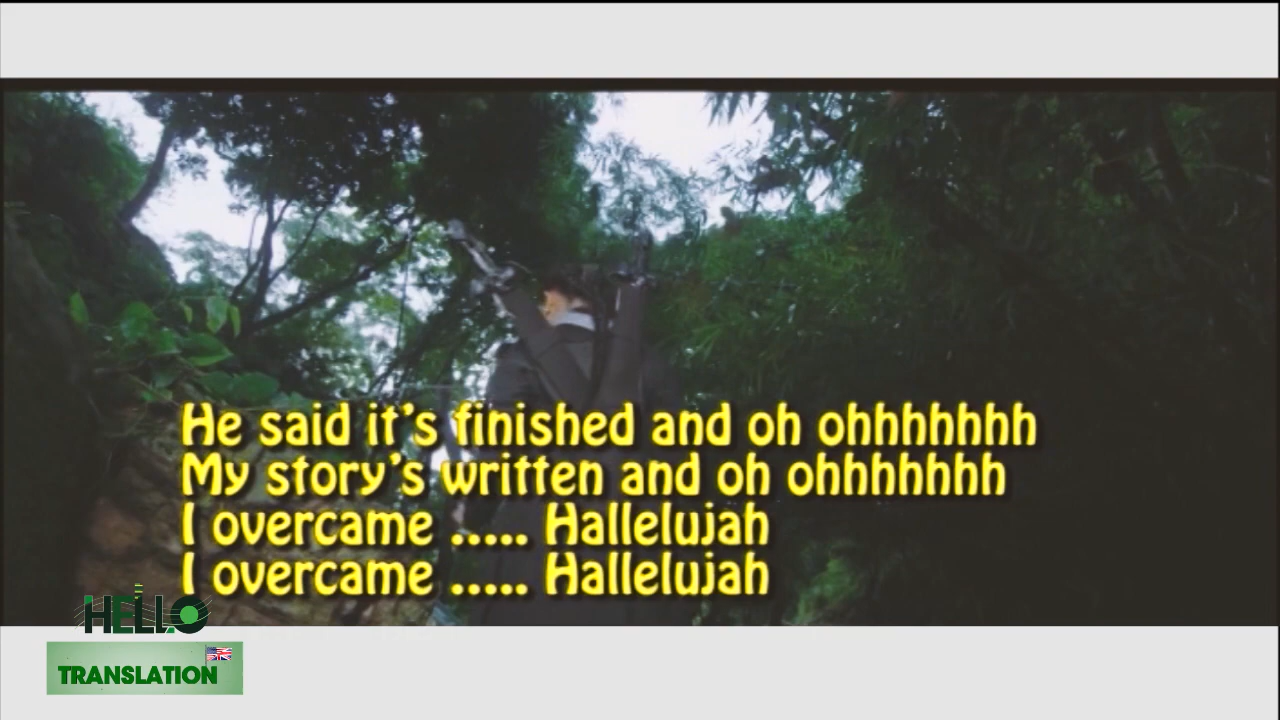 He said it's finished and oh ohhhhhhh
My story's written and oh ohhhhhhh
I overcame ..... Hallelujah
I overcame ..... Hallelujah
HELLO
TRANSLATION